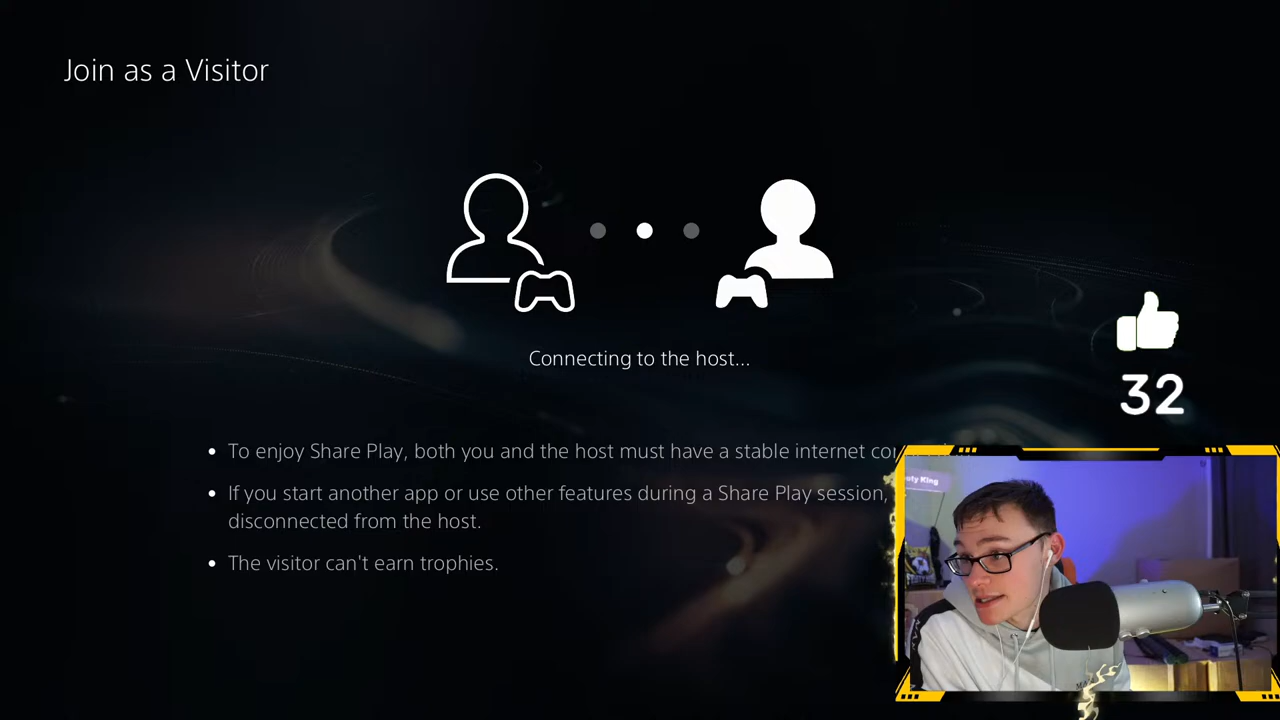 Join as a Visitor
Connecting to the host...
32
• To enjoy Share Play, both you and the host must have a stable internet
• If you start another app or use other features during a Share Play session,
disconnected from the host.
• The visitor can't earn trophies.
King